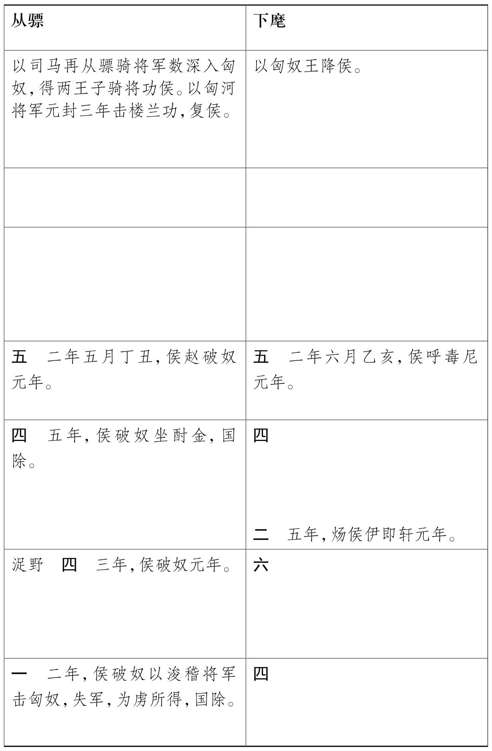 从骠
下麾
以司马再从骠骑将军数深入匈
奴，得两王子骑将功侯。以匈河
将军元封三年击楼兰功，复侯。
以匈奴王降侯。
五　二年五月丁丑，侯赵破奴
元年。
五　二年六月乙亥，侯呼毒尼
元年。
四　五年，侯破奴坐酎金，国
除。
四
二　五年，炀侯伊即轩元年。
浞野　四　三年，侯破奴元年。
六
一　二年，侯破奴以浚稽将军
击匈奴，失军，为虏所得，国除。
四